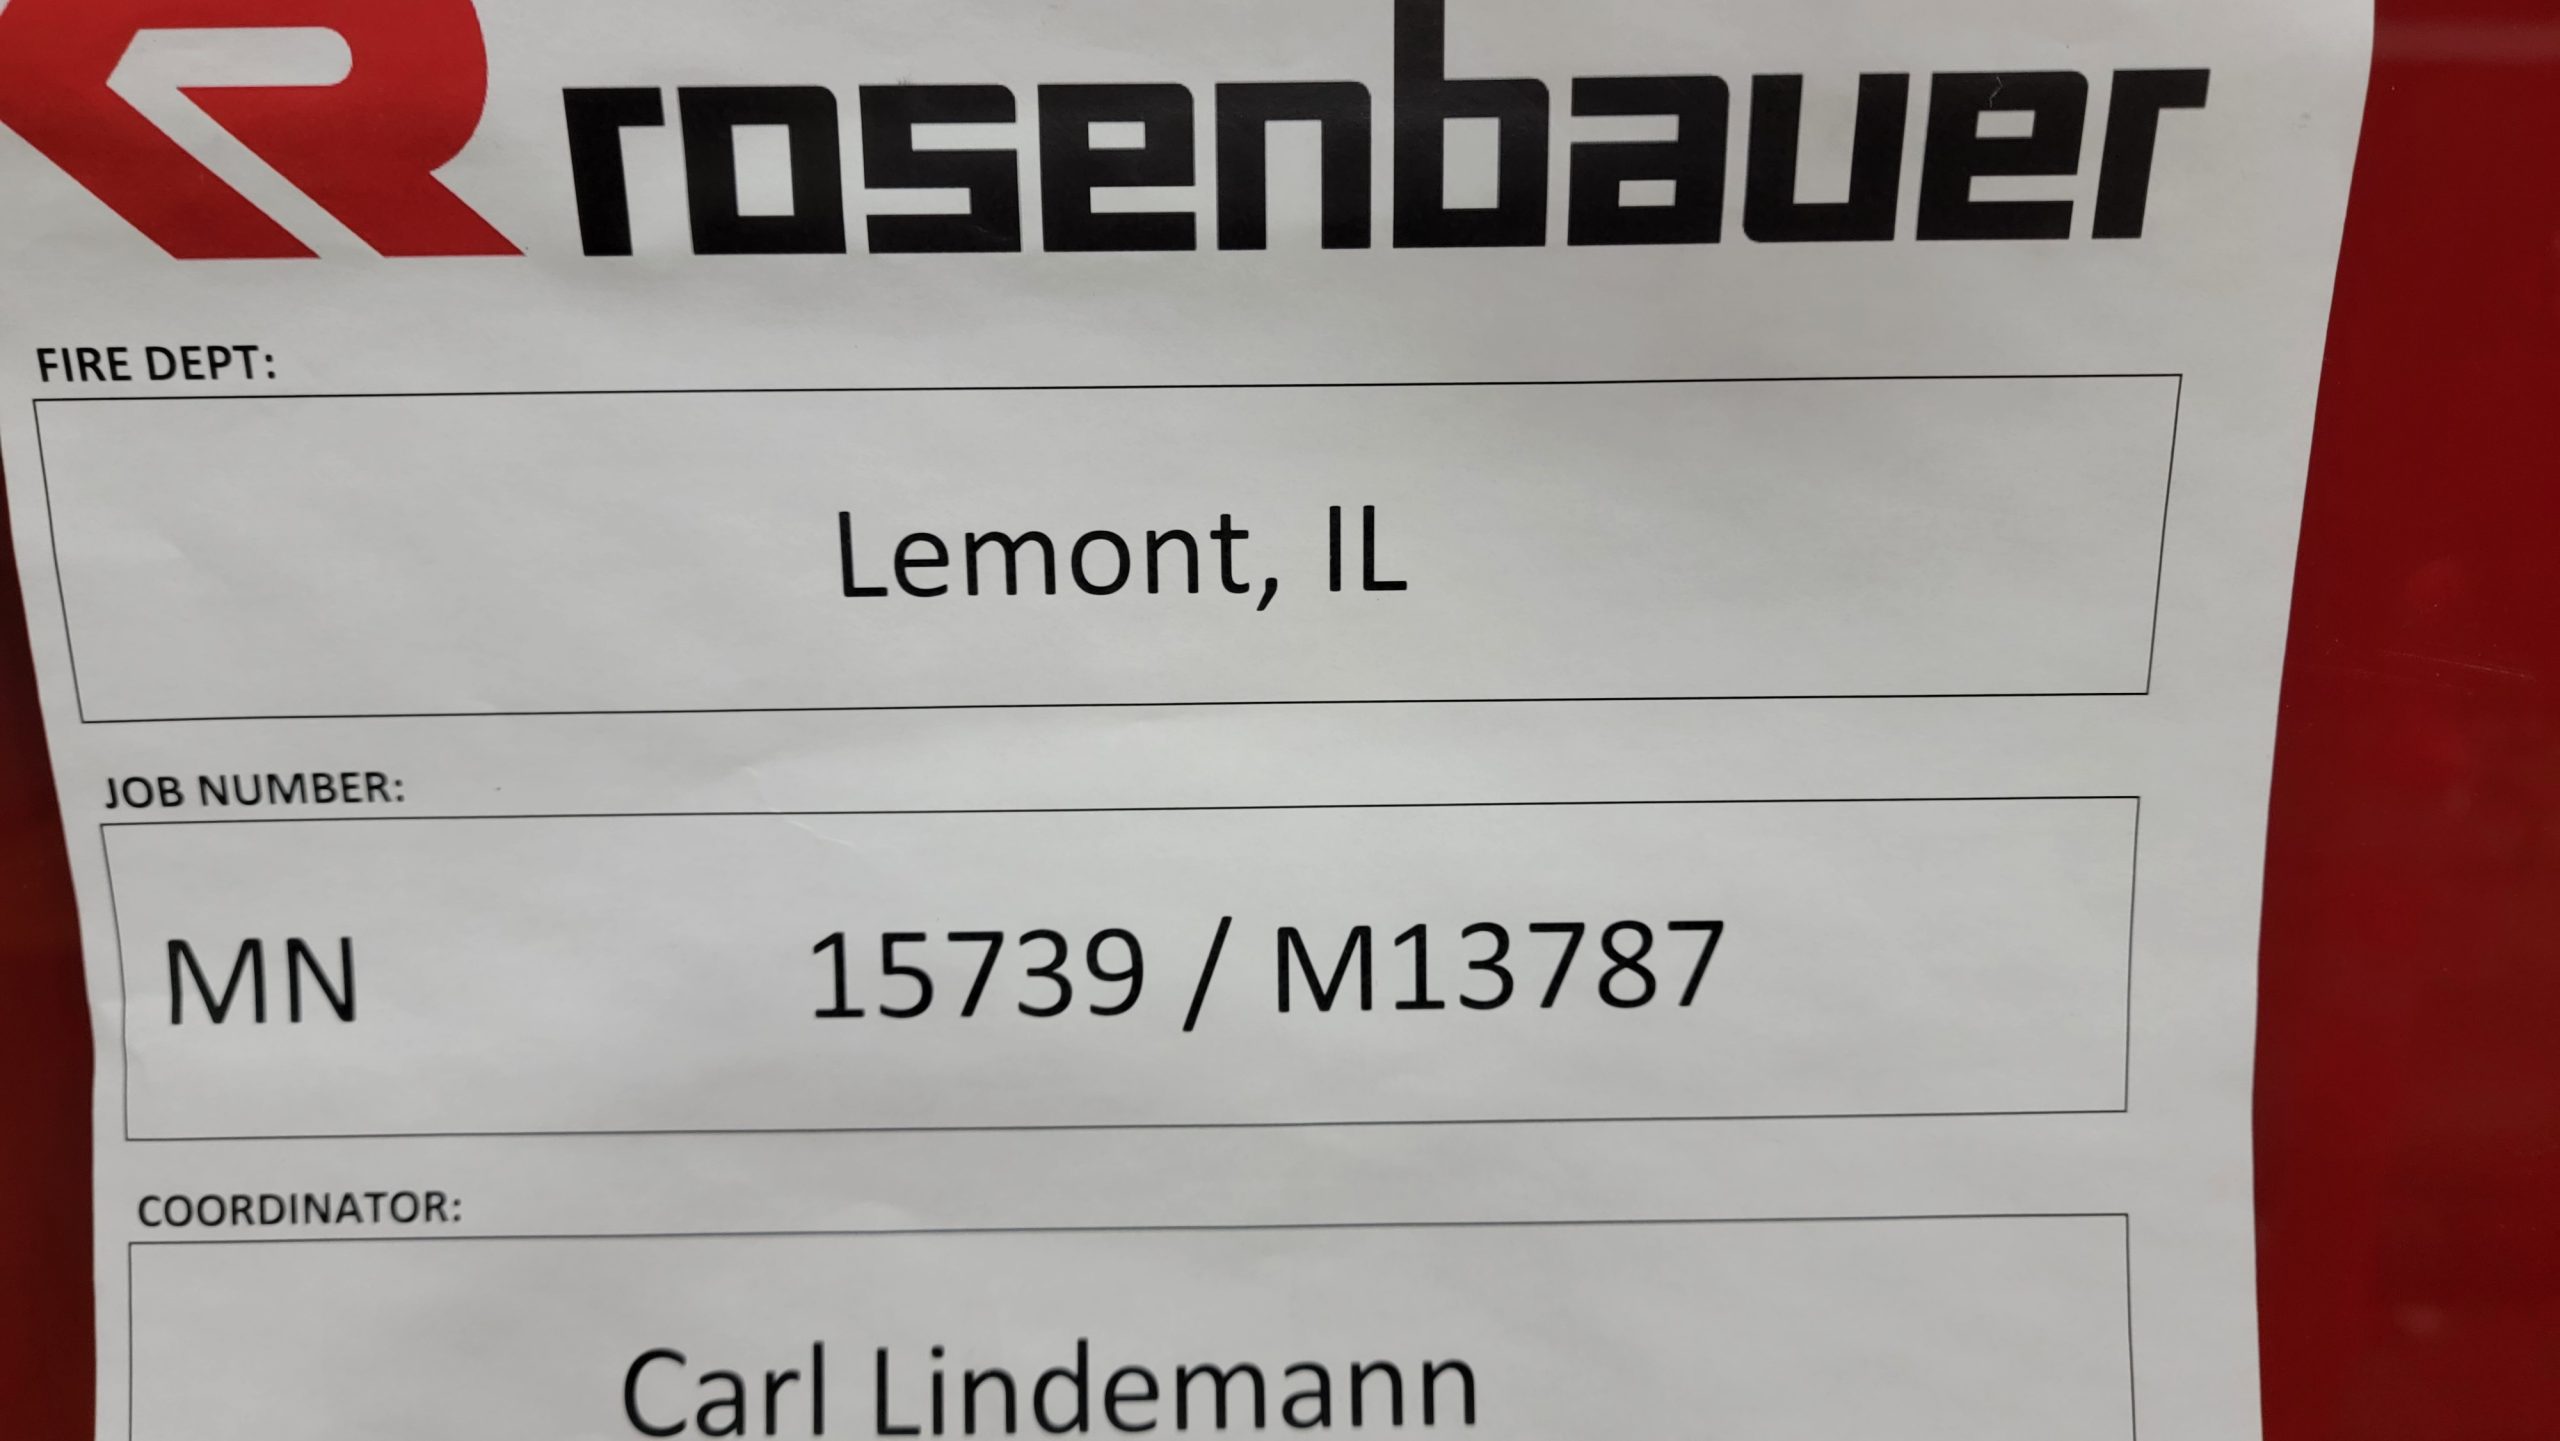 rosenbauer
FIRE DEPT:
Lemont, IL
JOB NUMBER:
MN 15739 / M13787
COORDINATOR:
Carl Lindemann